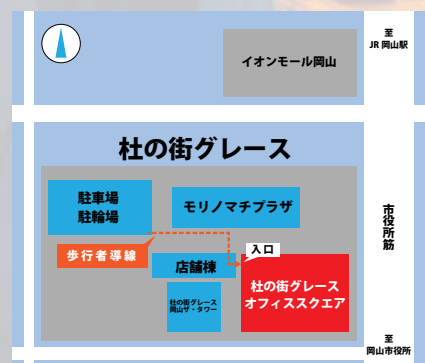 至
JR 岡山駅
イオンモール岡山
杜の街グレース
駐車場
駐輪場
モリノマチプラザ
市役所筋
歩行者導線
入口
店舗棟
杜の街グレース
オフィススクエア
杜の街グレース
岡山ザ・タワー
至
岡山市役所